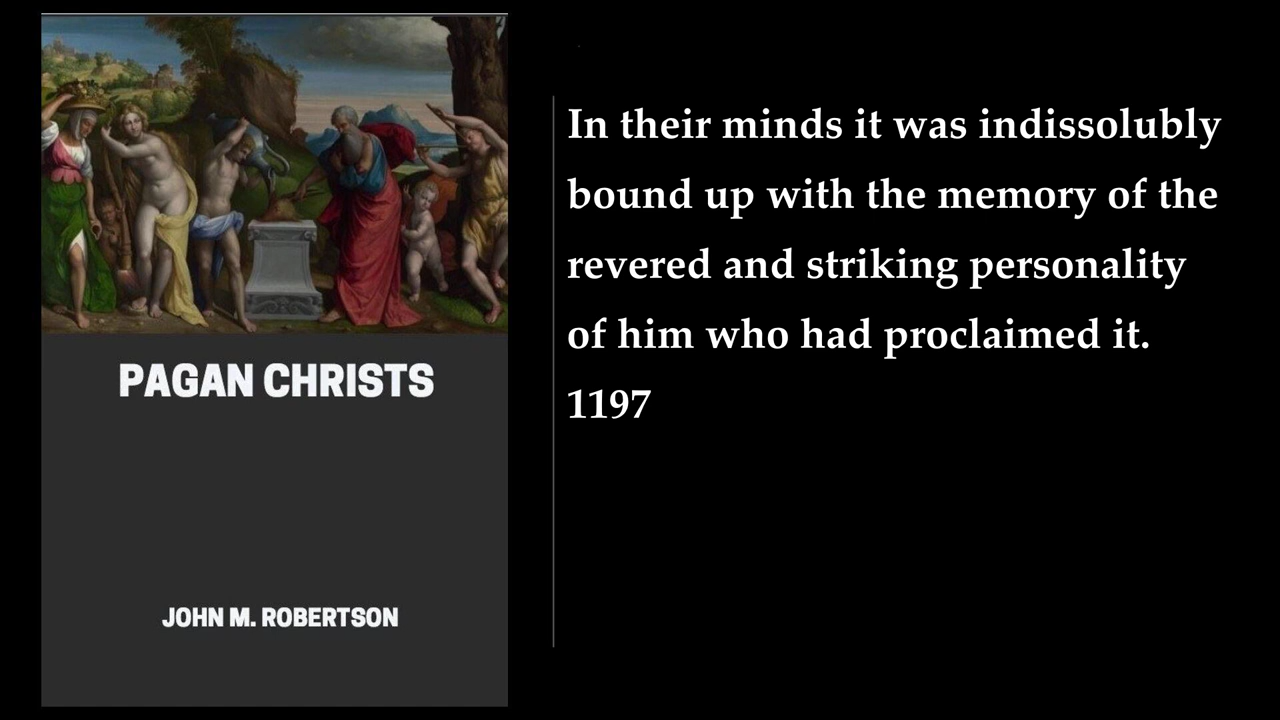 PAGAN CHRISTS
JOHN M. ROBERTSON
In their minds it was indissolubly
bound up with the memory of the
revered and striking personality
of him who had proclaimed it.
1197